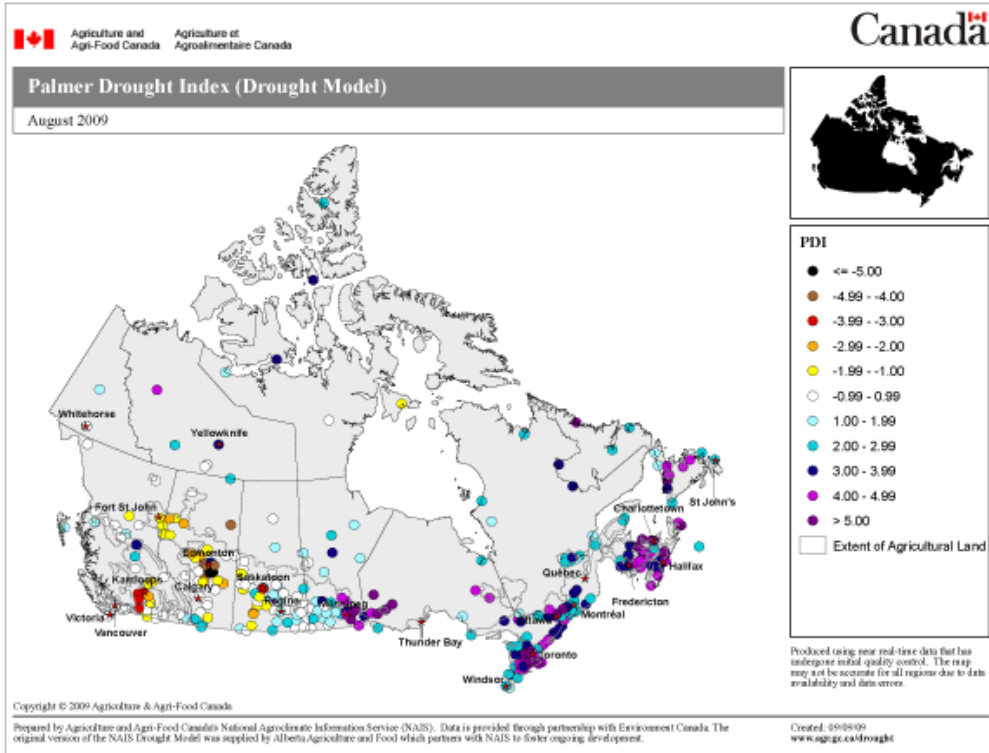 Agriculture and Agriculture et
Agri-Food Canada Agroalimentaire Canada
Canada
Palmer Drought Index (Drought Model)
August 2009
PDI
<= -5.00
-4.99 - -4.00
-3.99 - -3.00
-2.99 - -2.00
-1.99 - -1.00
-0.99 - 0.99
1.00 - 1.99
2.00 - 2.99
3.00 - 3.99
4.00 - 4.99
> 5.00
Extent of Agricultural Land
Whitehorse
Yellowknife
Fort St John
Edmonton
Kamloops
Calgary
Saskatoon
Regina
Winnipeg
Victoria
Vancouver
Thunder Bay
Windsor
Toronto
Ottawa
Montréal
Québec
Charlottetown
St John's
Halifax
Fredericton
Produced using near real-time data that has
undergone initial quality control. The map
may not be accurate for all regions due to data
availability and data errors.
Copyright © 2009 Agriculture & Agri-Food Canada
Prepared by Agriculture and Agri-Food Canada's National Agroclimate Information Service (NAIS). Data is provided through partnership with Environment Canada. The
original version of the NAIS Drought Model was supplied by Alberta Agriculture and Food which partners with NAIS to foster ongoing development.
Created: 09/09/09
www.agr.gc.ca/drought